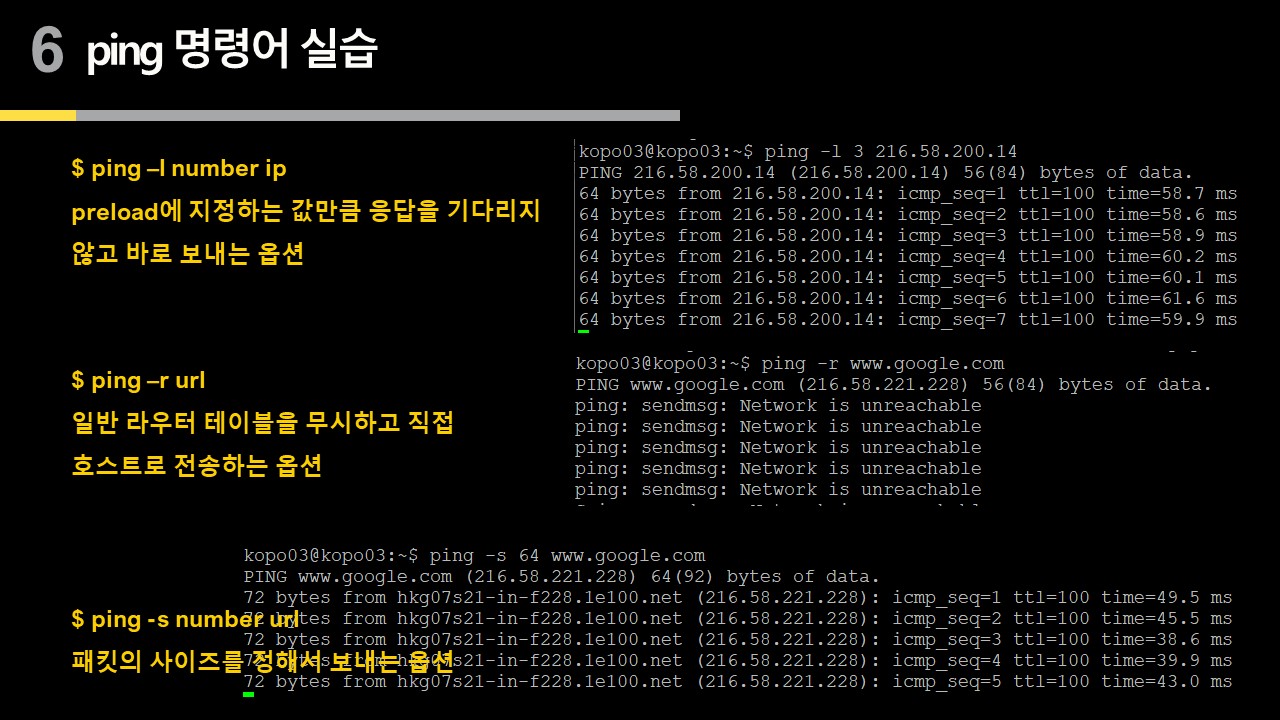 6 ping 명령어 실습
$ ping –l number ip
preload에 지정하는 값만큼 응답을 기다리지
않고 바로 보내는 옵션
kopo03@kopo03:~$ ping -l 3 216.58.200.14
PING 216.58.200.14 (216.58.200.14) 56(84) bytes of data.
64 bytes from 216.58.200.14: icmp_seq=1 ttl=100 time=58.7 ms
64 bytes from 216.58.200.14: icmp_seq=2 ttl=100 time=58.6 ms
64 bytes from 216.58.200.14: icmp_seq=3 ttl=100 time=58.9 ms
64 bytes from 216.58.200.14: icmp_seq=4 ttl=100 time=60.2 ms
64 bytes from 216.58.200.14: icmp_seq=5 ttl=100 time=60.1 ms
64 bytes from 216.58.200.14: icmp_seq=6 ttl=100 time=61.6 ms
64 bytes from 216.58.200.14: icmp_seq=7 ttl=100 time=59.9 ms
$ ping –r url
일반 라우터 테이블을 무시하고 직접
호스트로 전송하는 옵션
kopo03@kopo03:~$ ping -r www.google.com
PING www.google.com (216.58.221.228) 56(84) bytes of data.
ping: sendmsg: Network is unreachable
ping: sendmsg: Network is unreachable
ping: sendmsg: Network is unreachable
ping: sendmsg: Network is unreachable
ping: sendmsg: Network is unreachable
$ ping -s number url
패킷의 사이즈를 정해서 보내는 옵션
kopo03@kopo03:~$ ping -s 64 www.google.com
PING www.google.com (216.58.221.228) 64(92) bytes of data.
72 bytes from hkg07s21-in-f228.1e100.net (216.58.221.228): icmp_seq=1 ttl=100 time=49.5 ms
72 bytes from hkg07s21-in-f228.1e100.net (216.58.221.228): icmp_seq=2 ttl=100 time=45.5 ms
72 bytes from hkg07s21-in-f228.1e100.net (216.58.221.228): icmp_seq=3 ttl=100 time=38.6 ms
72 bytes from hkg07s21-in-f228.1e100.net (216.58.221.228): icmp_seq=4 ttl=100 time=39.9 ms
72 bytes from hkg07s21-in-f228.1e100.net (216.58.221.228): icmp_seq=5 ttl=100 time=43.0 ms